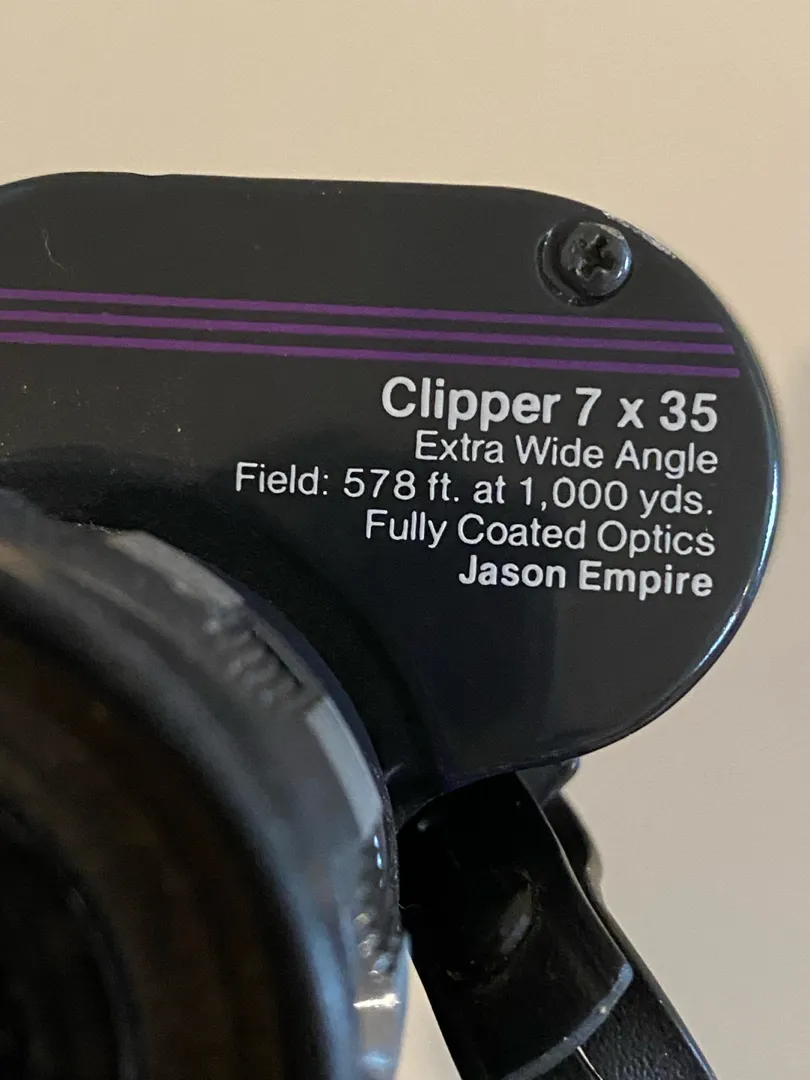 Clipper 7 x 35
Extra Wide Angle
Field: 578 ft. at 1,000 yds.
Fully Coated Optics
Jason Empire